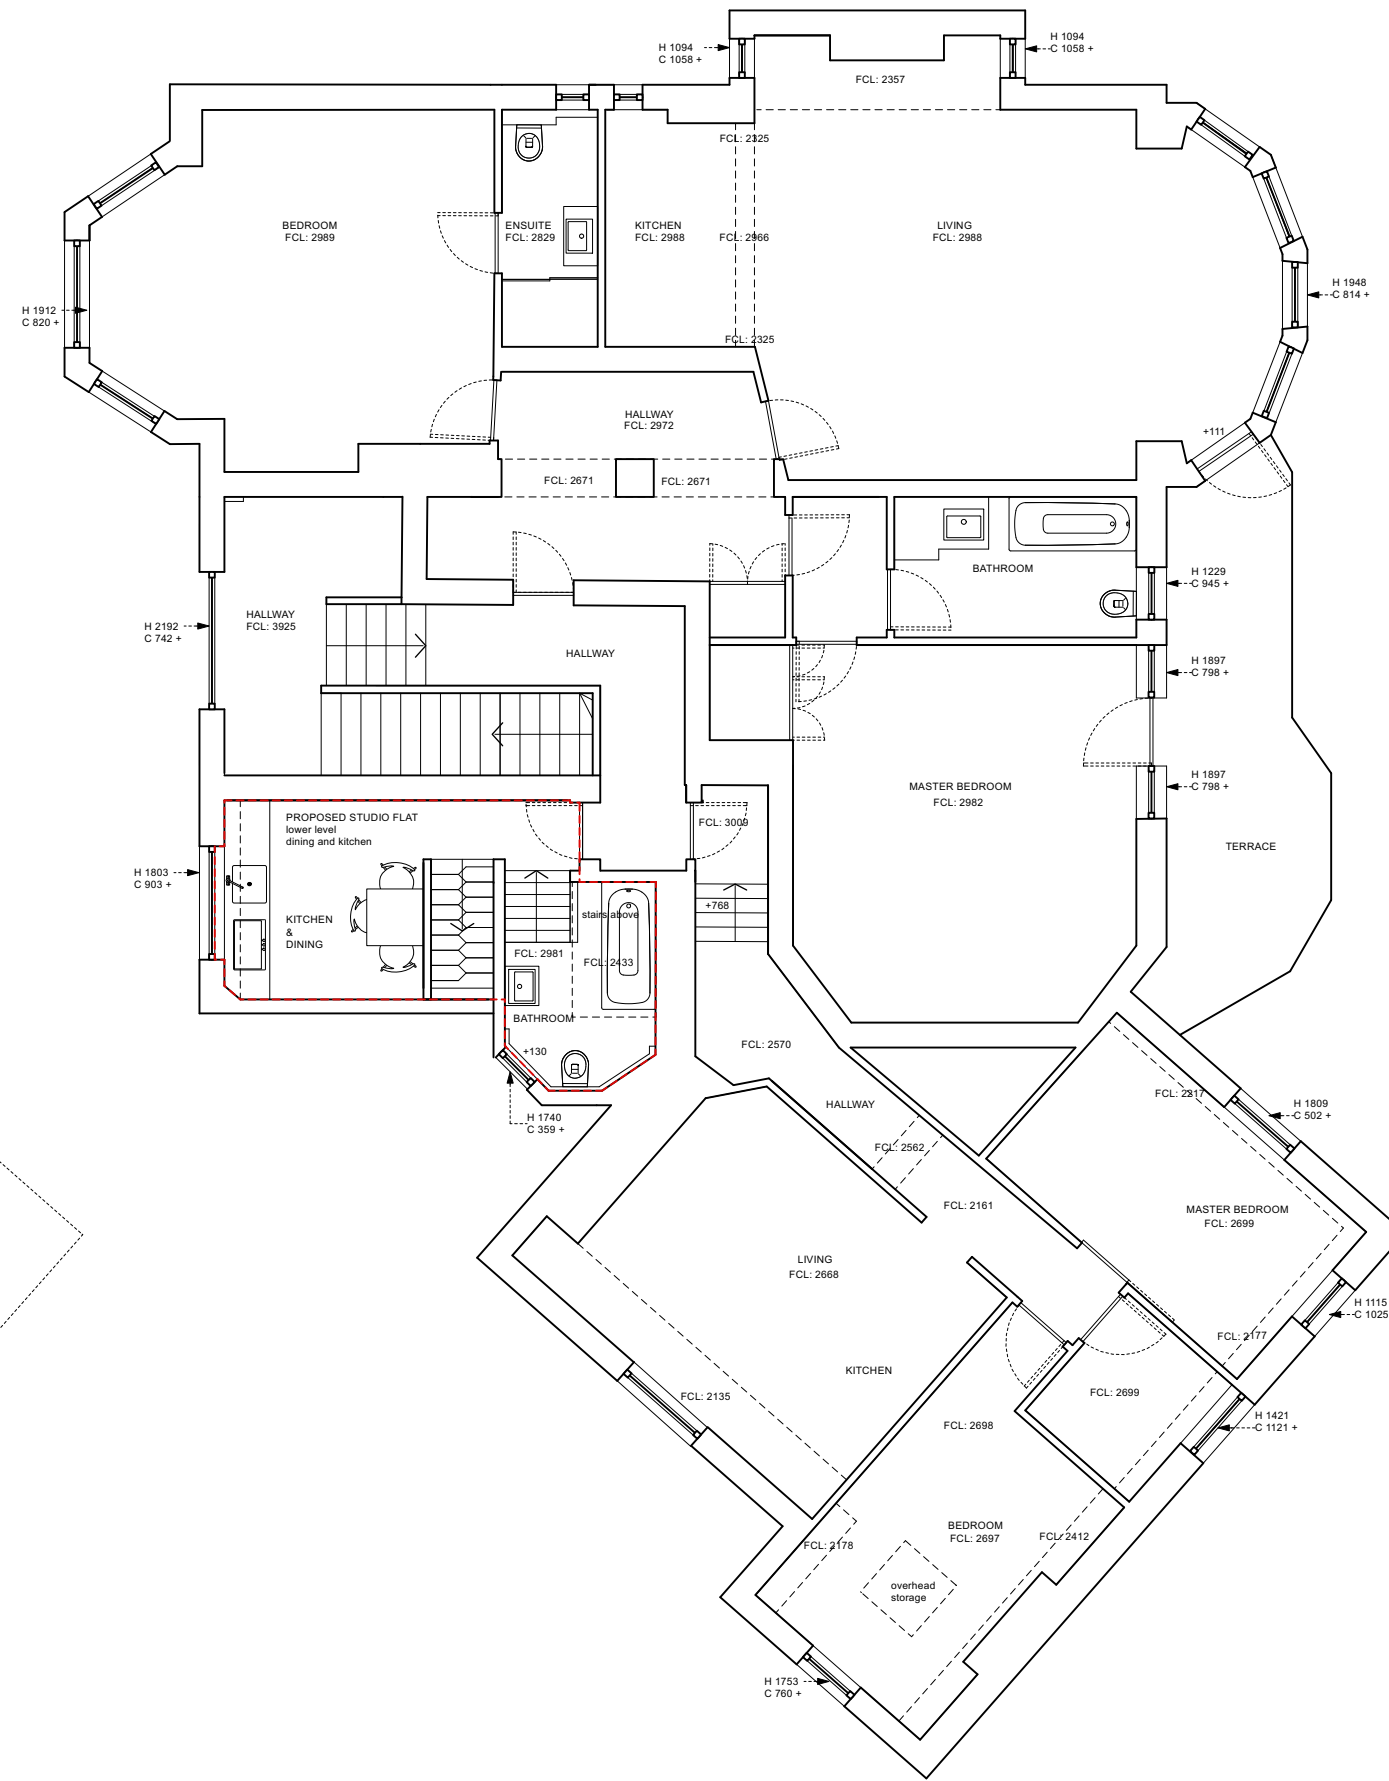 H 1094
C 1058 +
H 1094
C 1058 +
FCL: 2357
FCL: 2325
BEDROOM
FCL: 2989
ENSUITE
FCL: 2829
KITCHEN
FCL: 2988
FCL: 2966
LIVING
FCL: 2988
H 1912
C 820 +
H 1948
C 814 +
FCL: 2325
HALLWAY
FCL: 2972
+111
FCL: 2671
FCL: 2671
BATHROOM
H 1229
C 945 +
H 2192
C 742 +
HALLWAY
FCL: 3925
HALLWAY
H 1897
C 798 +
MASTER BEDROOM
FCL: 2982
H 1897
C 798 +
PROPOSED STUDIO FLAT
lower level
dining and kitchen
FCL: 3009
TERRACE
H 1803
C 903 +
KITCHEN
&
DINING
stairs above
+768
FCL: 2981
FCL: 2433
BATHROOM
+130
FCL: 2570
H 1740
C 359 +
HALLWAY
FCL: 2217
H 1809
C 502 +
FCL: 2562
FCL: 2161
MASTER BEDROOM
FCL: 2699
LIVING
FCL: 2668
H 1115
C 1025
FCL: 2177
KITCHEN
FCL: 2135
FCL: 2699
FCL: 2698
H 1421
C 1121 +
BEDROOM
FCL: 2697
FCL: 2412
FCL: 2178
overhead
storage
H 1753
C 760 +